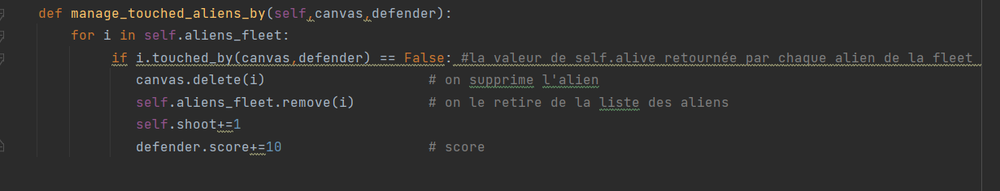 def manage_touched_aliens_by(self,canvas,defender):
for i in self.aliens_fleet:
if i.touched_by(canvas,defender) == False: #la valeur de self.alive retournée par chaque alien de la fleet
canvas.delete(i) # on supprime l'alien
self.aliens_fleet.remove(i) # on le retire de la liste des aliens
self.shoot+=1
defender.score+=10 # score